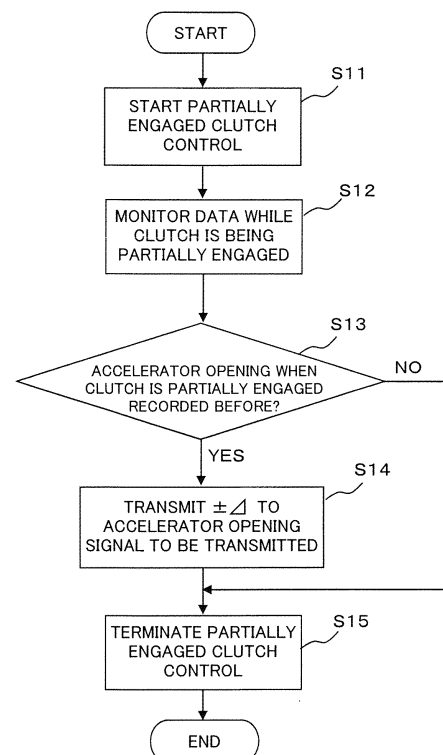 START
S11
START PARTIALLY
ENGAGED CLUTCH
CONTROL
S12
MONITOR DATA WHILE
CLUTCH IS BEING
PARTIALLY ENGAGED
S13
ACCELERATOR OPENING WHEN
CLUTCH IS PARTIALLY ENGAGED
RECORDED BEFORE?
NO
YES
S14
TRANSMIT ±⊿ TO
ACCELERATOR OPENING
SIGNAL TO BE TRANSMITTED
S15
TERMINATE PARTIALLY
ENGAGED CLUTCH
CONTROL
END